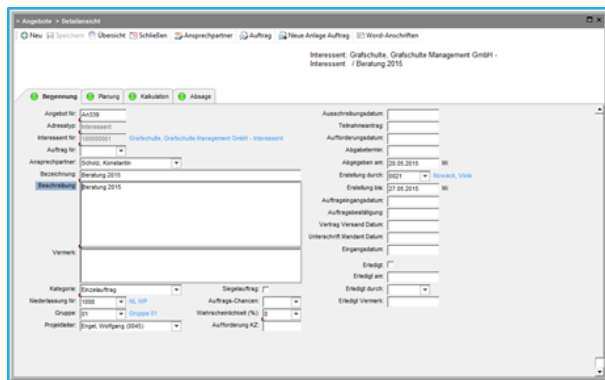 > Angebote > Detailansicht
Neu Speichern Übersicht Schließen Ansprechpartner Auftrag Neue Anlage Auftrag Word-Anschriften
Interessent: Grafschulte, Grafschulte Management GmbH -
Interessent / Beratung 2015
Benennung Planung Kalkulation Absage
Angebot Nr: An339
Adresstyp: Interessent
Interessent Nr: 100000001 Grafschulte, Grafschulte Management GmbH - Interessent
Auftrag Nr:
Ansprechpartner: Scholz, Konstantin
Bezeichnung: Beratung 2015
Beschreibung: Beratung 2015
Vermerk:
Kategorie: Einzelauftrag Siegelauftrag:
Niederlassung Nr: 1000 NL WP Auftrags-Chancen:
Gruppe: 01 Gruppe 01 Wahrscheinlichkeit (%): 0
Projektleiter: Engel, Wolfgang (0045) Aufforderung KZ:
Ausschreibungsdatum:
Teilnahmeantrag:
Aufforderungsdatum:
Abgabetermin:
Abgegeben am: 20.05.2015 Mi
Erstellung durch: 0021 Nowack, Viola
Erstellung bis: 27.05.2015 Mi
Auftragseingangsdatum:
Auftragsbestätigung:
Vertrag Versand Datum:
Unterschrift Mandant Datum:
Eingangsdatum:
Erledigt:
Erledigt am:
Erledigt durch:
Erledigt Vermerk: